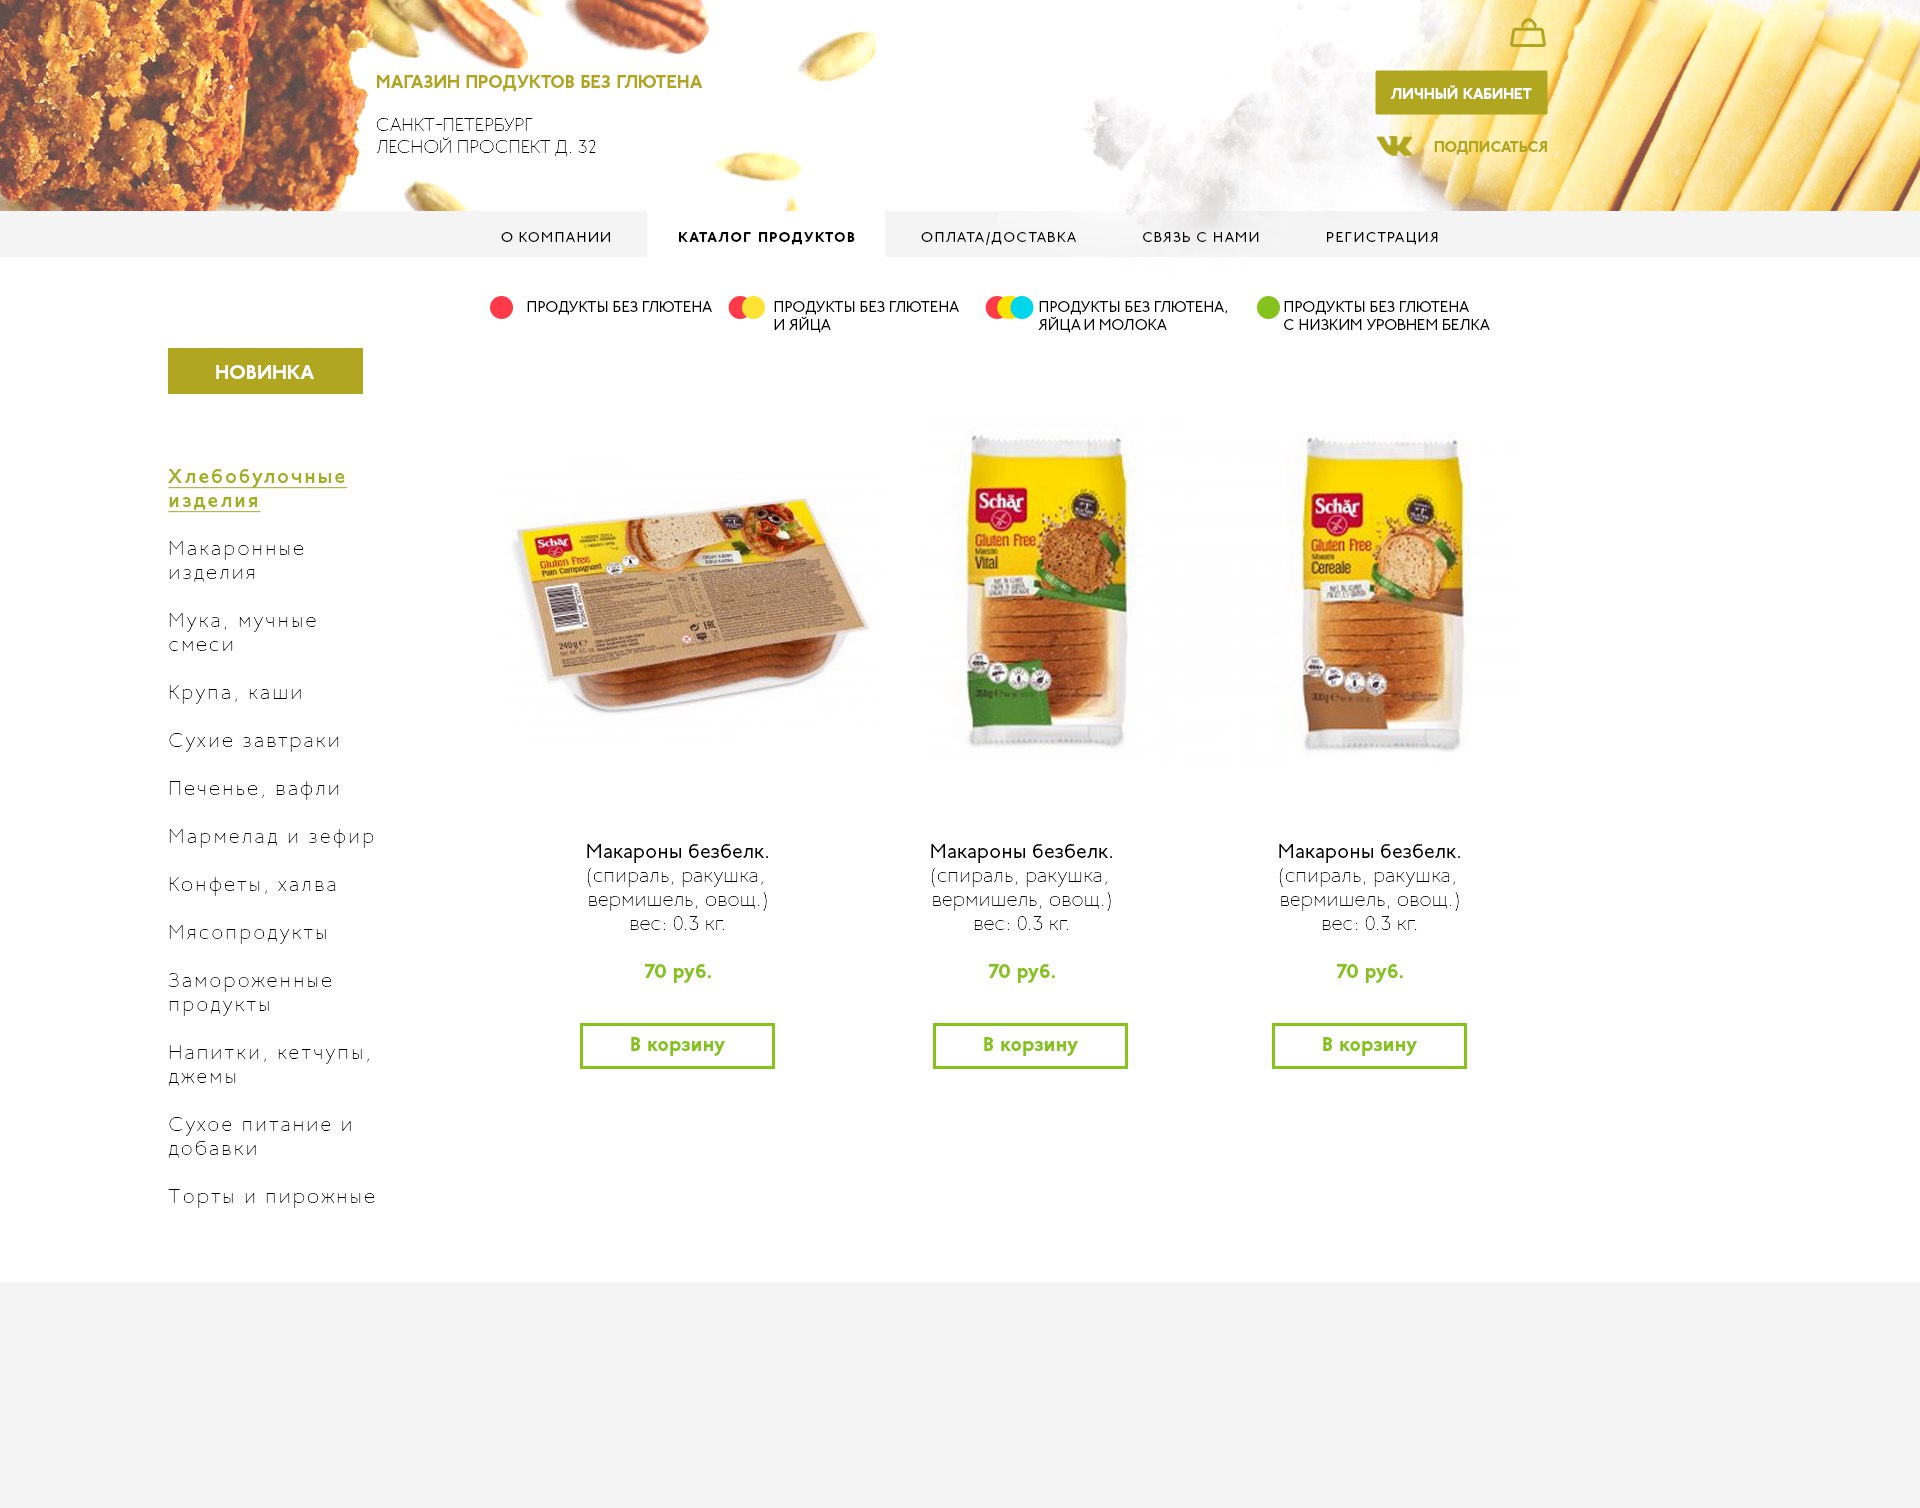 МАГАЗИН ПРОДУКТОВ БЕЗ ГЛЮТЕНА
САНКТ-ПЕТЕРБУРГ
ЛЕСНОЙ ПРОСПЕКТ Д. 32
ЛИЧНЫЙ КАБИНЕТ
ПОДПИСАТЬСЯ
О КОМПАНИИ
КАТАЛОГ ПРОДУКТОВ
ОПЛАТА/ДОСТАВКА
СВЯЗЬ С НАМИ
РЕГИСТРАЦИЯ
ПРОДУКТЫ БЕЗ ГЛЮТЕНА
ПРОДУКТЫ БЕЗ ГЛЮТЕНА
И ЯЙЦА
ПРОДУКТЫ БЕЗ ГЛЮТЕНА,
ЯЙЦА И МОЛОКА
ПРОДУКТЫ БЕЗ ГЛЮТЕНА
С НИЗКИМ УРОВНЕМ БЕЛКА
НОВИНКА
Хлебобулочные
изделия
Макаронные
изделия
Мука, мучные
смеси
Крупа, каши
Сухие завтраки
Печенье, вафли
Мармелад и зефир
Конфеты, халва
Мясопродукты
Замороженные
продукты
Напитки, кетчупы,
джемы
Сухое питание и
добавки
Торты и пирожные
Schär
Gluten Free
Pain Campagnard
240g
Schär
Gluten Free
Maestro
Vital
350g
Schär
Gluten Free
Maestro
Cereale
300g
Макароны безбелк.
(спираль, ракушка,
вермишель, овощ.)
вес: 0.3 кг.
70 руб.
В корзину
Макароны безбелк.
(спираль, ракушка,
вермишель, овощ.)
вес: 0.3 кг.
70 руб.
В корзину
Макароны безбелк.
(спираль, ракушка,
вермишель, овощ.)
вес: 0.3 кг.
70 руб.
В корзину